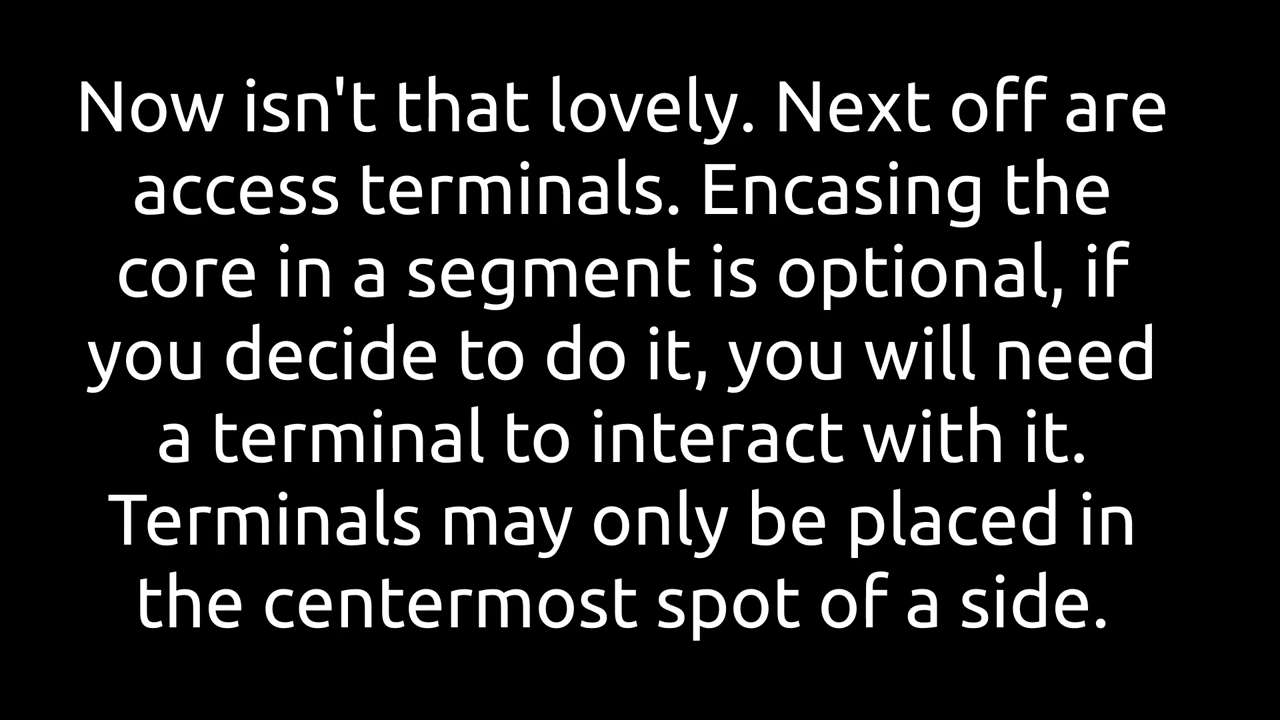 Now isn't that lovely. Next off are
access terminals. Encasing the
core in a segment is optional, if
you decide to do it, you will need
a terminal to interact with it.
Terminals may only be placed in
the centermost spot of a side.